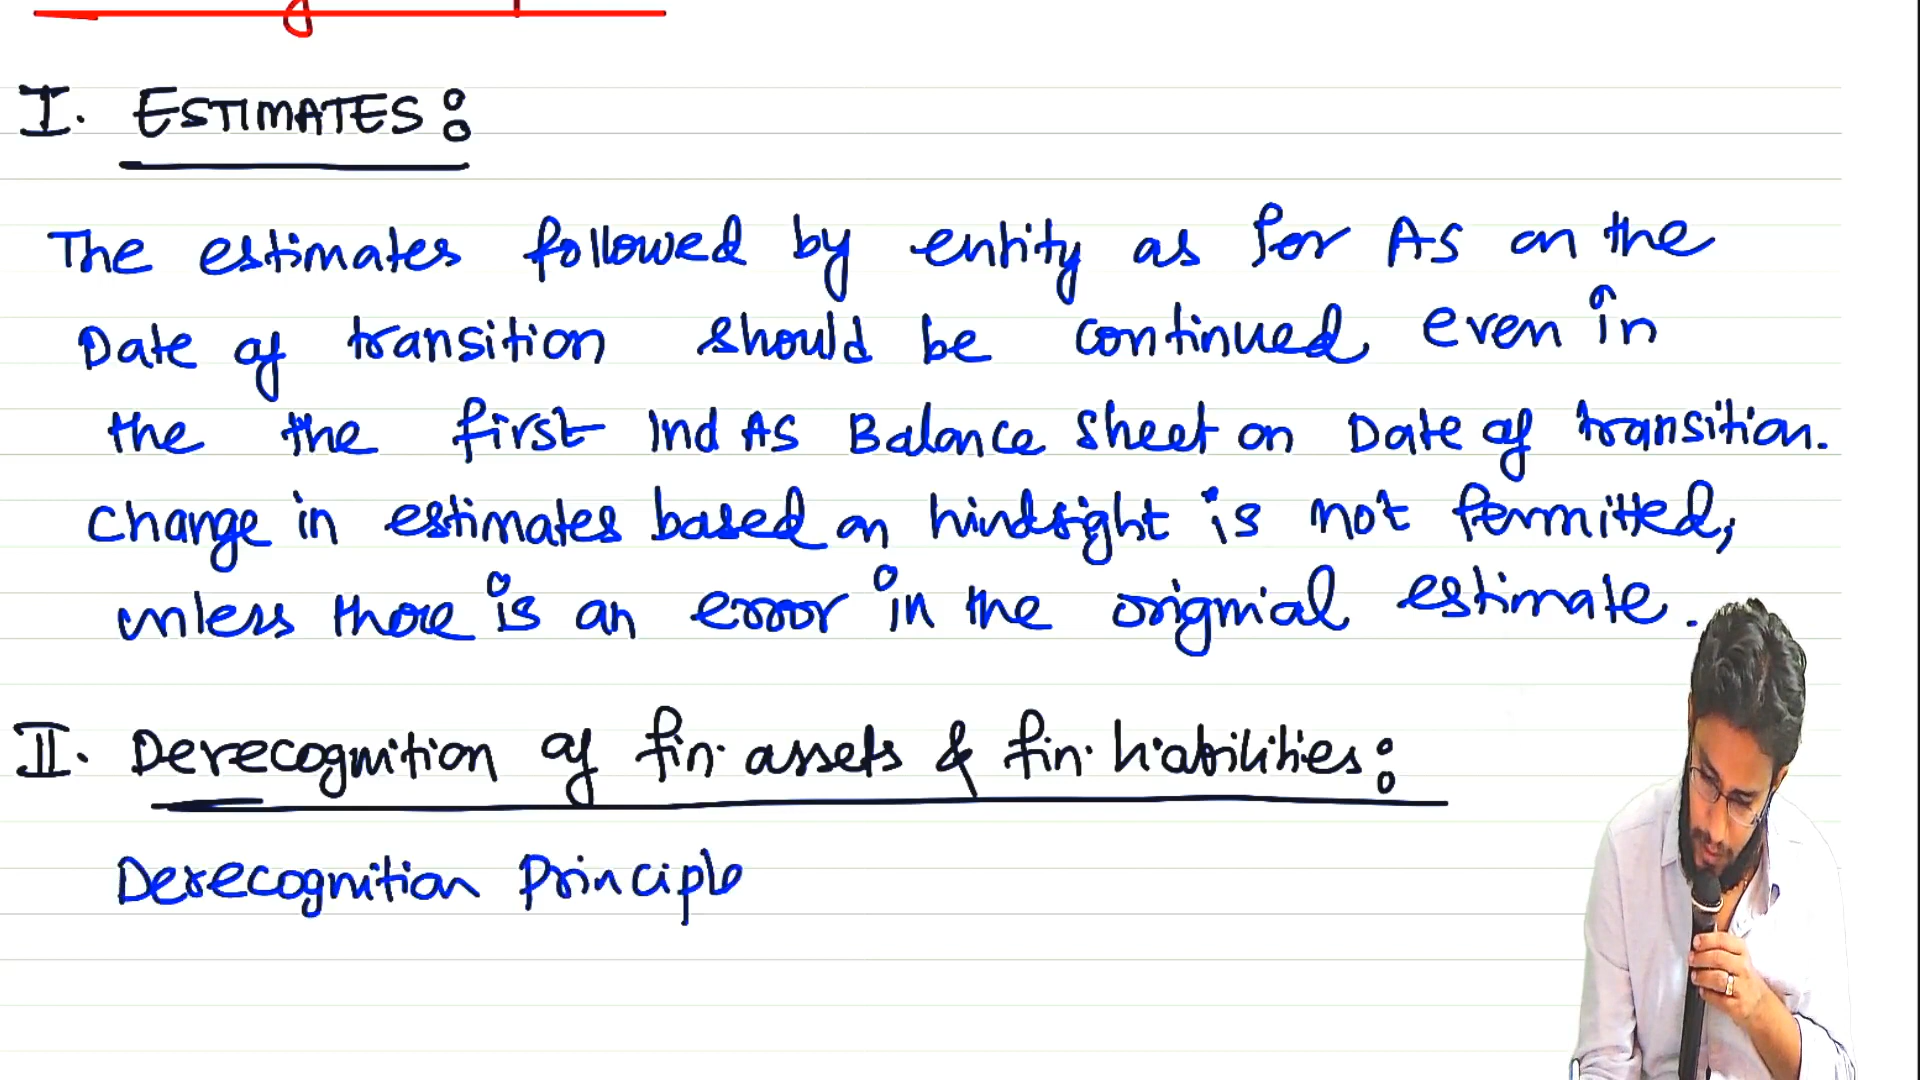 I. ESTIMATES:
The estimates followed by entity as per AS on the
Date of transition should be continued even in
the the first Ind AS Balance sheet on Date of transition.
Change in estimates based on hindsight is not permitted,
unless there is an error in the original estimate.
II. Derecognition of fin. assets & fin. liabilities:
Derecognition Principle